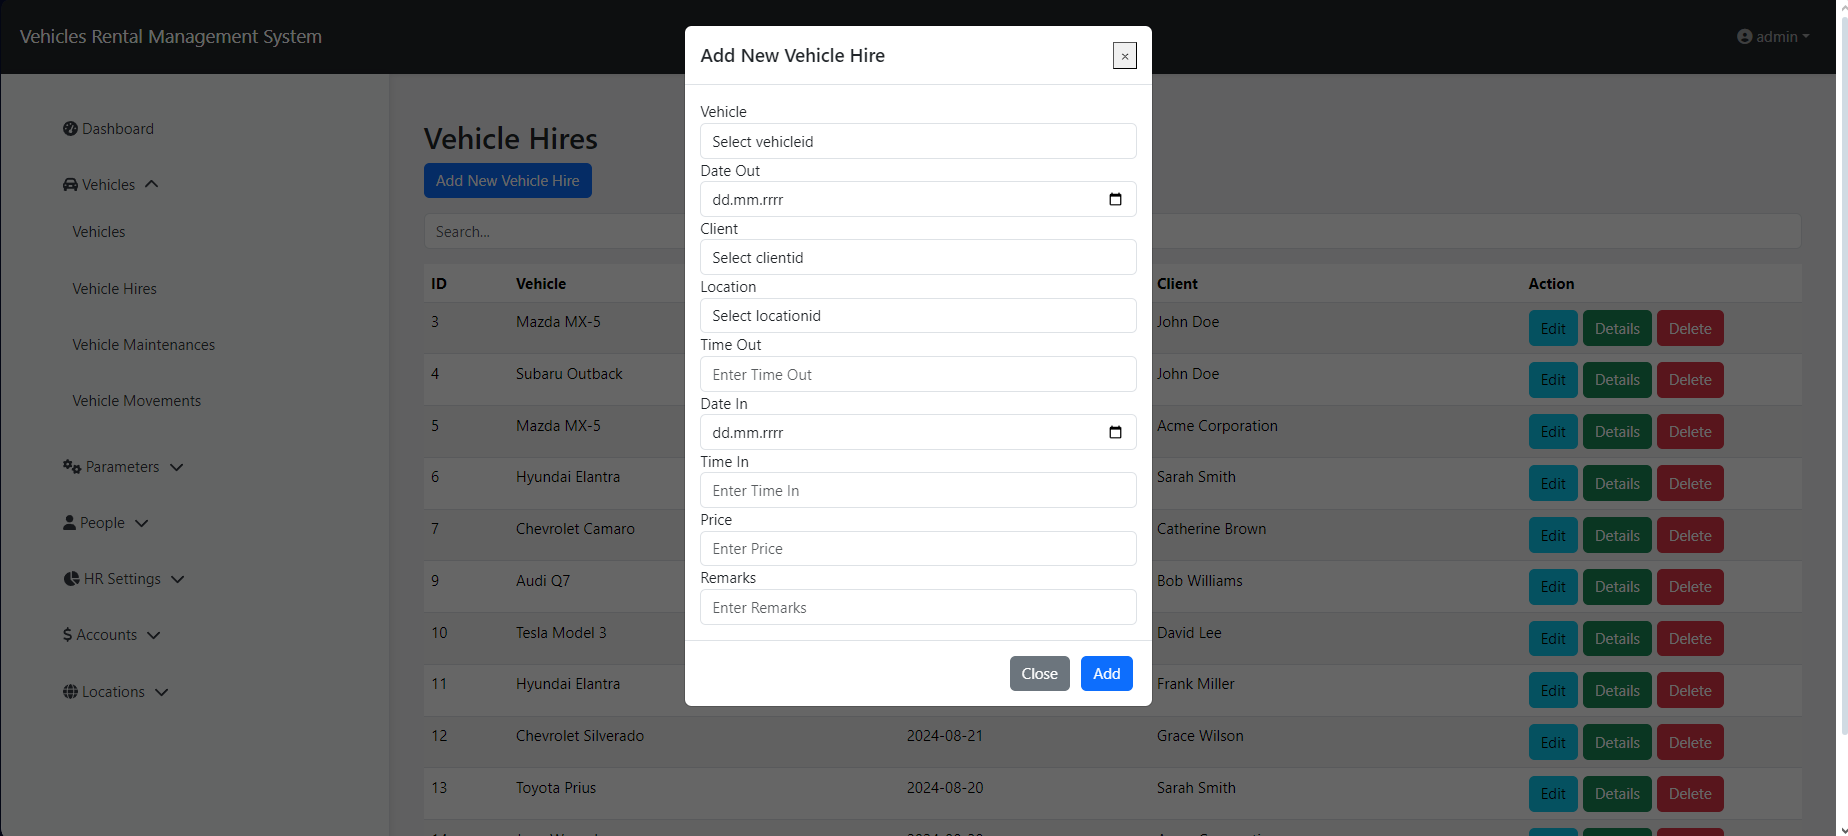 Vehicles Rental Management System
admin
Dashboard
Vehicles
Vehicles
Vehicle Hires
Vehicle Maintenances
Vehicle Movements
Parameters
People
HR Settings
$ Accounts
Locations
Vehicle Hires
Add New Vehicle Hire
Search...
ID Vehicle Client Action
3 Mazda MX-5 John Doe Edit Details Delete
4 Subaru Outback John Doe Edit Details Delete
5 Mazda MX-5 Acme Corporation Edit Details Delete
6 Hyundai Elantra Sarah Smith Edit Details Delete
7 Chevrolet Camaro Catherine Brown Edit Details Delete
9 Audi Q7 Bob Williams Edit Details Delete
10 Tesla Model 3 David Lee Edit Details Delete
11 Hyundai Elantra Frank Miller Edit Details Delete
12 Chevrolet Silverado 2024-08-21 Grace Wilson Edit Details Delete
13 Toyota Prius 2024-08-20 Sarah Smith Edit Details Delete
Add New Vehicle Hire ×
Vehicle
Select vehicleid
Date Out
dd.mm.rrrr
Client
Select clientid
Location
Select locationid
Time Out
Enter Time Out
Date In
dd.mm.rrrr
Time In
Enter Time In
Price
Enter Price
Remarks
Enter Remarks
Close Add